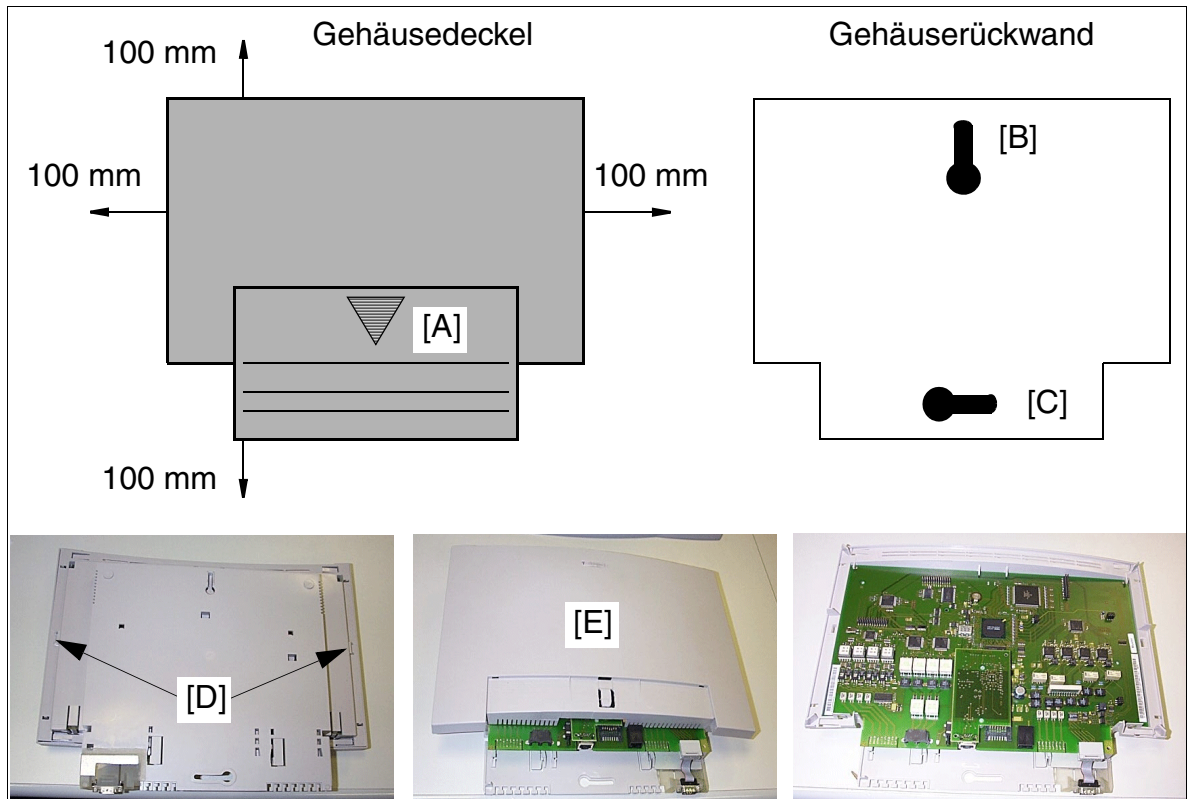 Gehäusedeckel
Gehäuserückwand
100 mm
100 mm
100 mm
[A]
100 mm
[B]
[C]
[D]
[E]